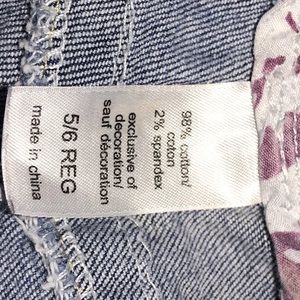 98% cotton/
coton
2% spandex
exclusive of
decoration/
sauf décoration
5/6 REG
made in china